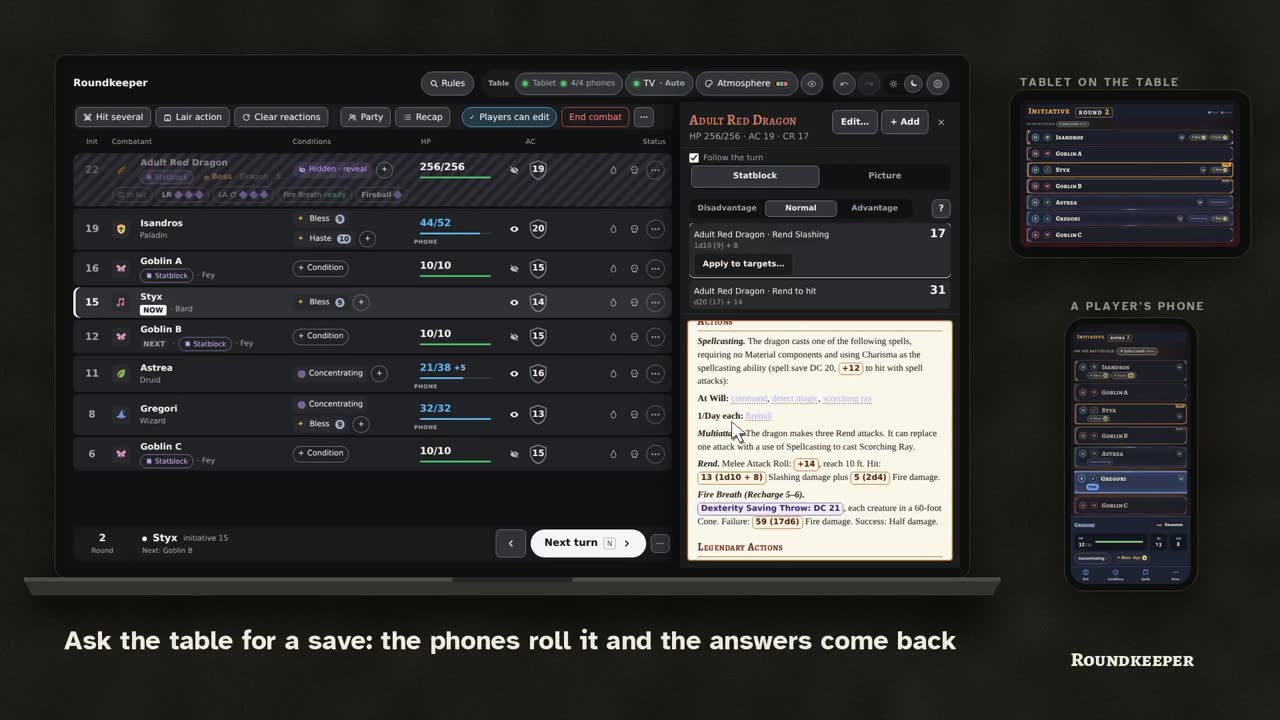 Roundkeeper
Rules
Table
Tablet
4/4 phones
TV · Auto
Atmosphere
Hit several
Lair action
Clear reactions
Party
Recap
✓ Players can edit
End combat
Init
Combatant
Conditions
HP
AC
Status
22
Adult Red Dragon
Statblock
Boss · Dragon · S...
Hidden · reveal
256/256
19
In lair
LR
LA
Fire Breath ready
Fireball
19
Isandros
Paladin
Bless 9
Haste 10
44/52
PHONE
20
16
Goblin A
Statblock · Fey
+ Condition
10/10
15
15
Styx
NOW · Bard
Bless 9
14
12
Goblin B
NEXT · Statblock · Fey
+ Condition
10/10
15
11
Astrea
Druid
Concentrating
21/38 +5
PHONE
16
8
Gregori
Wizard
Concentrating
Bless 9
32/32
PHONE
13
6
Goblin C
Statblock · Fey
+ Condition
10/10
15
2
Round
Styx initiative 15
Next: Goblin B
Next turn N
Adult Red Dragon
HP 256/256 · AC 19 · CR 17
Edit...
+ Add
Follow the turn
Statblock
Picture
Disadvantage
Normal
Advantage
?
Adult Red Dragon · Rend Slashing
17
1d10 (9) + 8
Apply to targets...
Adult Red Dragon · Rend to hit
31
d20 (17) + 14
Actions
Spellcasting. The dragon casts one of the following spells,
requiring no Material components and using Charisma as the
spellcasting ability (spell save DC 20, +12 to hit with spell
attacks):
At Will: command, detect magic, scorching ray
1/Day each: fireball
The dragon makes three Rend attacks. It can replace
one attack with a use of Spellcasting to cast Scorching Ray.
Rend. Melee Attack Roll: +14, reach 10 ft. Hit:
13 (1d10 + 8) Slashing damage plus 5 (2d4) Fire damage.
Fire Breath (Recharge 5–6).
Dexterity Saving Throw: DC 21, each creature in a 60-foot
Cone. Failure: 59 (17d6) Fire damage. Success: Half damage.
Legendary Actions
TABLET ON THE TABLE
Initiative
ROUND 2
Isandros
Goblin A
Styx
Goblin B
Astrea
Gregori
Goblin C
A PLAYER'S PHONE
Initiative
ROUND 2
Isandros
Goblin A
Styx
Goblin B
Astrea
Gregori
Goblin C
Gregori
Resources
Ask the table for a save: the phones roll it and the answers come back
Roundkeeper